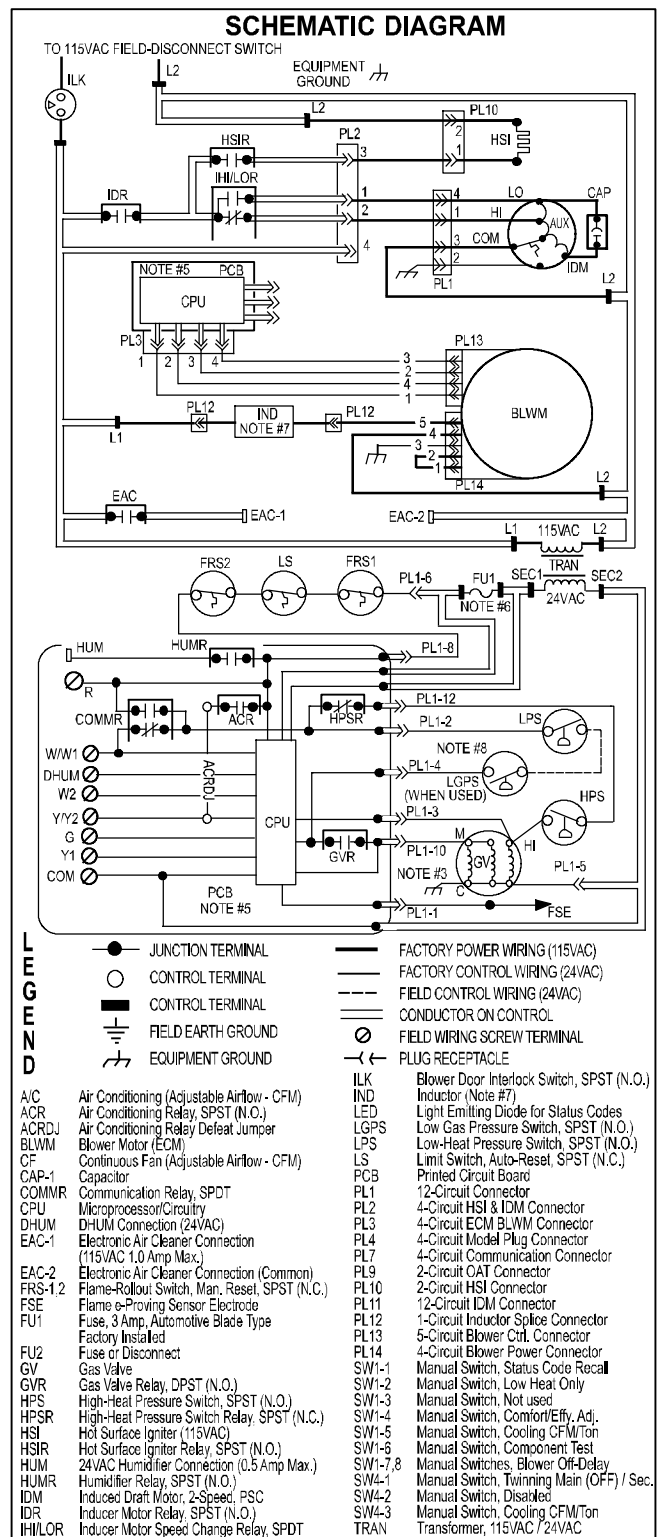 SCHEMATIC DIAGRAM
TO 115VAC FIELD-DISCONNECT SWITCH
L2
EQUIPMENT
GROUND
ILK
L2
PL10
2
1
HSI
PL2
HSIR
3
IHI/LOR
IDR
1
2
4
4
1
3
2
PL1
LO
HI
COM
AUX
CAP
IDM
L2
NOTE #5
PCB
CPU
PL3
1 2 3 4
PL13
3
2
4
1
BLWM
L1
PL12
IND
NOTE #7
PL12
5
4
3
2
1
PL14
L2
EAC
EAC-1
EAC-2
L1
115VAC
L2
TRAN
FRS2
LS
FRS1
PL1-6
FU1
NOTE #6
SEC1
24VAC
SEC2
HUM
HUMR
PL1-8
R
COMMR
ACR
HPSR
PL1-12
PL1-2
LPS
NOTE #8
W/W1
DHUM
W2
Y/Y2
G
Y1
COM
ACRDJ
PL1-4
LGPS
(WHEN USED)
HPS
PL1-3
CPU
M
HI
GVR
PL1-10
GV
PL1-5
NOTE #3
C
PCB
NOTE #5
PL1-1
FSE
LEGEND
JUNCTION TERMINAL
CONTROL TERMINAL
CONTROL TERMINAL
FIELD EARTH GROUND
EQUIPMENT GROUND
FACTORY POWER WIRING (115VAC)
FACTORY CONTROL WIRING (24VAC)
FIELD CONTROL WIRING (24VAC)
CONDUCTOR ON CONTROL
FIELD WIRING SCREW TERMINAL
PLUG RECEPTACLE
A/C Air Conditioning (Adjustable Airflow - CFM)
ACR Air Conditioning Relay, SPST (N.O.)
ACRDJ Air Conditioning Relay Defeat Jumper
BLWM Blower Motor (ECM)
CF Continuous Fan (Adjustable Airflow - CFM)
CAP-1 Capacitor
COMMR Communication Relay, SPDT
CPU Microprocessor/Circuitry
DHUM DHUM Connection (24VAC)
EAC-1 Electronic Air Cleaner Connection
(115VAC 1.0 Amp Max.)
EAC-2 Electronic Air Cleaner Connection (Common)
FRS-1,2 Flame-Rollout Switch, Man. Reset, SPST (N.C.)
FSE Flame e-Proving Sensor Electrode
FU1 Fuse, 3 Amp, Automotive Blade Type
Factory Installed
FU2 Fuse or Disconnect
GV Gas Valve
GVR Gas Valve Relay, DPST (N.O.)
HPS High-Heat Pressure Switch, SPST (N.O.)
HPSR High-Heat Pressure Switch Relay, SPST (N.C.)
HSI Hot Surface Igniter (115VAC)
HSIR Hot Surface Igniter Relay, SPST (N.O.)
HUM 24VAC Humidifier Connection (0.5 Amp Max.)
HUMR Humidifier Relay, SPST (N.O.)
IDM Induced Draft Motor, 2-Speed, PSC
IDR Inducer Motor Relay, SPST (N.O.)
IHI/LOR Inducer Motor Speed Change Relay, SPDT
ILK Blower Door Interlock Switch, SPST (N.O.)
IND Inductor (Note #7)
LED Light Emitting Diode for Status Codes
LGPS Low Gas Pressure Switch, SPST (N.O.)
LPS Low-Heat Pressure Switch, SPST (N.O.)
LS Limit Switch, Auto-Reset, SPST (N.C.)
PCB Printed Circuit Board
PL1 12-Circuit Connector
PL2 4-Circuit HSI & IDM Connector
PL3 4-Circuit ECM BLWM Connector
PL4 4-Circuit Model Plug Connector
PL7 4-Circuit Communication Connector
PL9 2-Circuit OAT Connector
PL10 2-Circuit HSI Connector
PL11 12-Circuit IDM Connector
PL12 1-Circuit Inductor Splice Connector
PL13 5-Circuit Blower Ctrl. Connector
PL14 4-Circuit Blower Power Connector
SW1-1 Manual Switch, Status Code Recall
SW1-2 Manual Switch, Low Heat Only
SW1-3 Manual Switch, Not used
SW1-4 Manual Switch, Comfort/Effy. Adj.
SW1-5 Manual Switch, Cooling CFM/Ton
SW1-6 Manual Switch, Component Test
SW1-7,8 Manual Switches, Blower Off-Delay
SW4-1 Manual Switch, Twinning Main (OFF) / Sec.
SW4-2 Manual Switch, Disabled
SW4-3 Manual Switch, Cooling CFM/Ton
TRAN Transformer, 115VAC / 24VAC